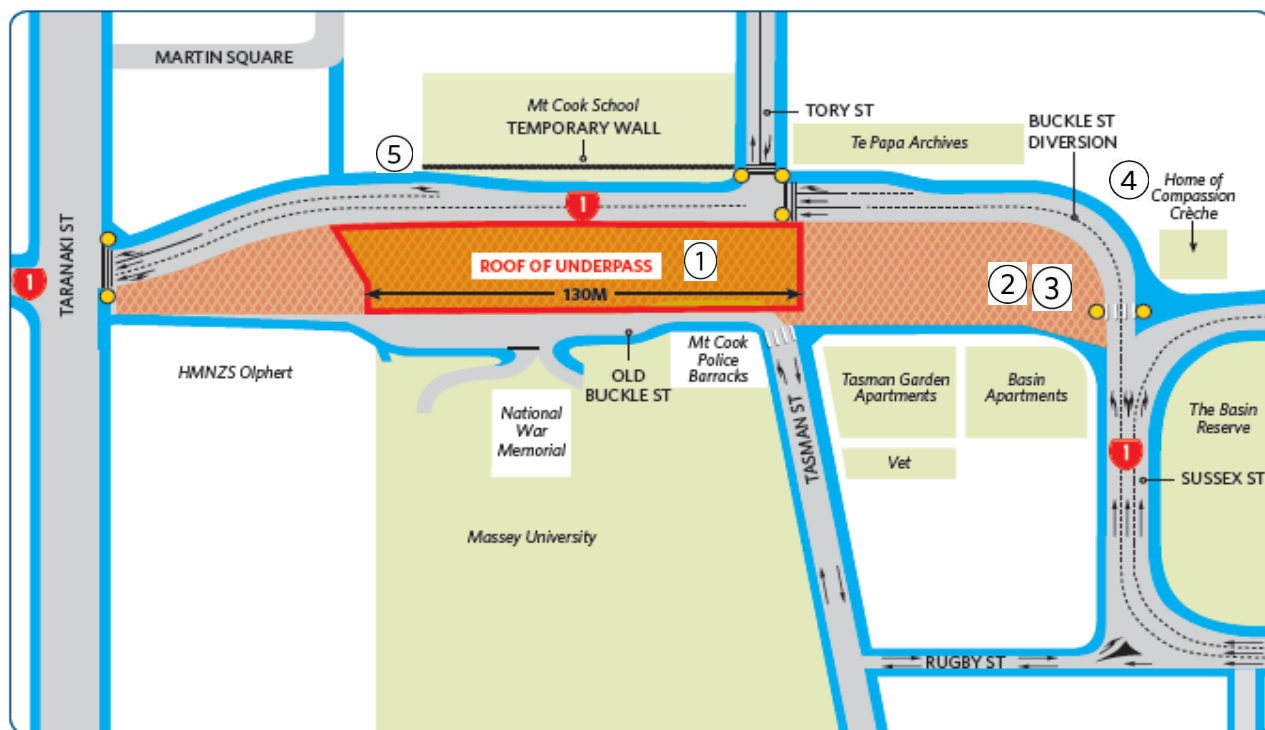 MARTIN SQUARE
Mt Cook School
TEMPORARY WALL
TORY ST
BUCKLE ST
DIVERSION
Te Papa Archives
5
4
Home of
Compassion
Crèche
1
TARANAKI ST
1
ROOF OF UNDERPASS
1
2
3
130M
HMNZS Olphert
OLD
BUCKLE ST
Mt Cook
Police
Barracks
National
War
Memorial
TASMAN ST
Tasman Garden
Apartments
Basin
Apartments
The Basin
Reserve
Vet
1
SUSSEX ST
Massey University
RUGBY ST